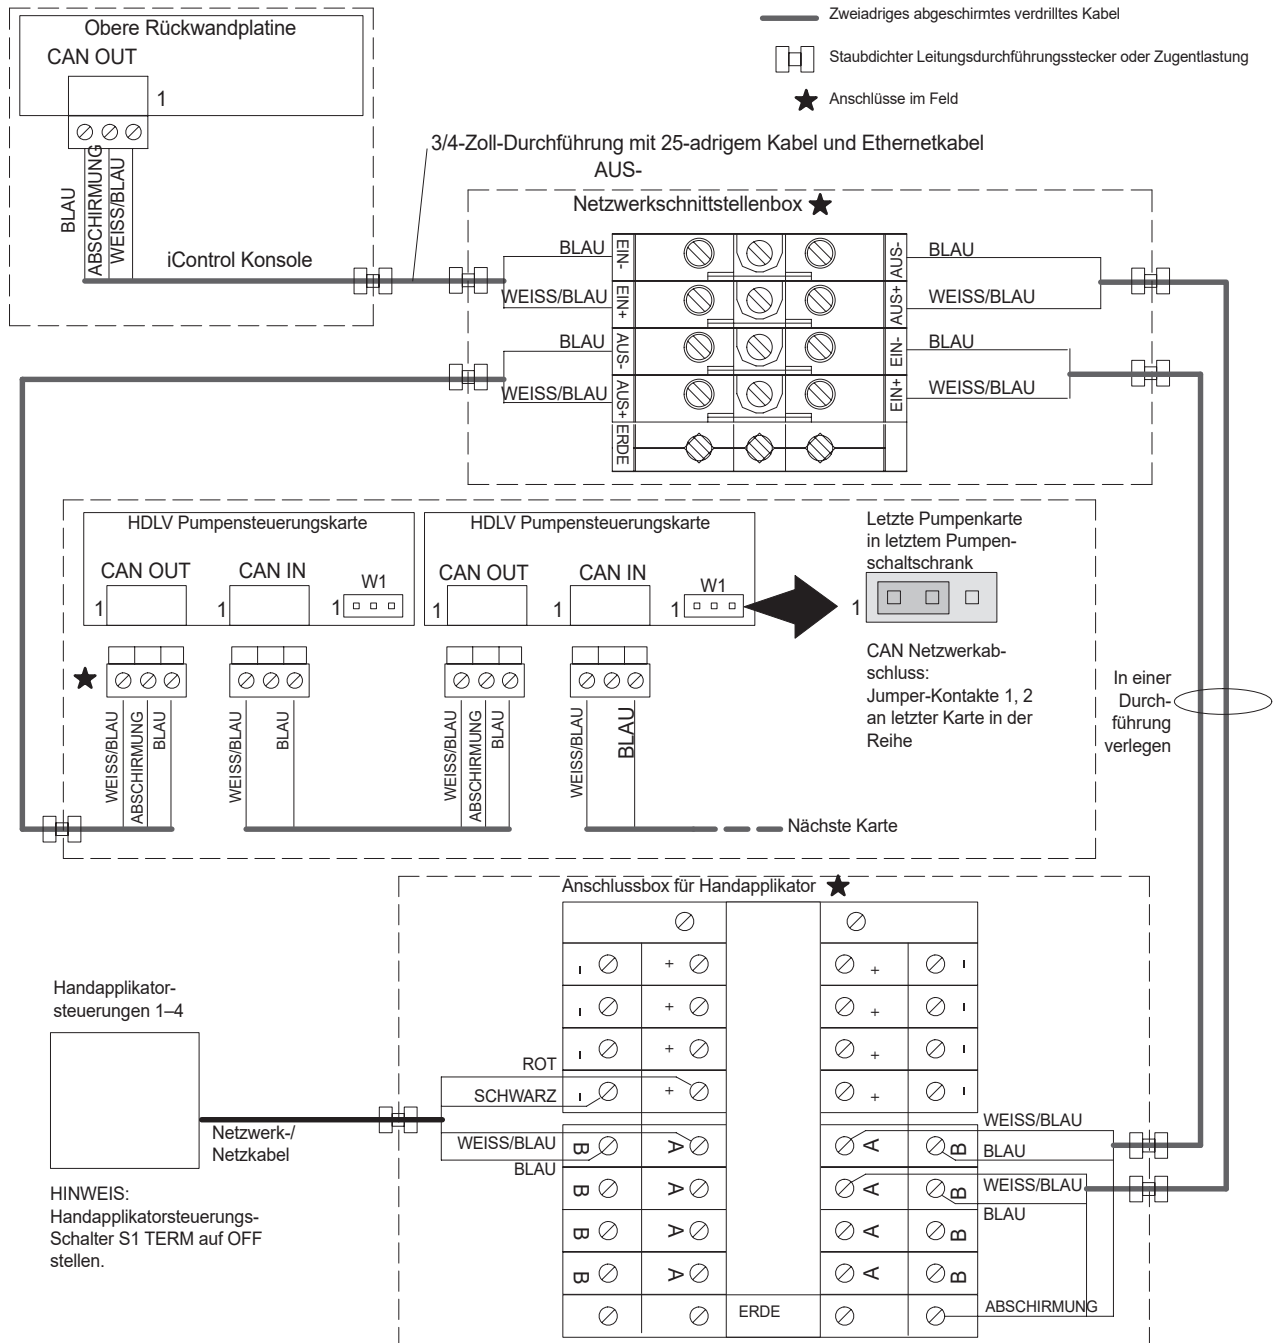 Zweiadriges abgeschirmtes verdrilltes Kabel
Staubdichter Leitungsdurchführungsstecker oder Zugentlastung
Anschlüsse im Feld
Obere Rückwandplatine
CAN OUT
1
BLAU
ABSCHIRMUNG
WEISS/BLAU
iControl Konsole
3/4-Zoll-Durchführung mit 25-adrigem Kabel und Ethernetkabel
AUS-
Netzwerkschnittstellenbox
BLAU
EIN-
AUS-
BLAU
WEISS/BLAU
EIN+
AUS+
WEISS/BLAU
BLAU
AUS-
EIN-
BLAU
WEISS/BLAU
AUS+
EIN+
WEISS/BLAU
ERDE
HDLV Pumpensteuerungskarte
CAN OUT
CAN IN
W1
1
1
1
HDLV Pumpensteuerungskarte
CAN OUT
CAN IN
W1
1
1
1
Letzte Pumpenkarte
in letztem Pumpen-
schaltschrank
1
CAN Netzwerkab-
schluss:
Jumper-Kontakte 1, 2
an letzter Karte in der
Reihe
WEISS/BLAU
ABSCHIRMUNG
BLAU
WEISS/BLAU
BLAU
WEISS/BLAU
ABSCHIRMUNG
BLAU
WEISS/BLAU
BLAU
Nächste Karte
In einer
Durch-
führung
verlegen
Anschlussbox für Handapplikator
- + + -
- + + -
- + + -
- + + -
B A A B
B A A B
B A A B
B A A B
ERDE
Handapplikator-
steuerungen 1–4
ROT
SCHWARZ
WEISS/BLAU
BLAU
Netzwerk-/
Netzkabel
WEISS/BLAU
BLAU
WEISS/BLAU
BLAU
ABSCHIRMUNG
HINWEIS:
Handapplikatorsteuerungs-
Schalter S1 TERM auf OFF
stellen.